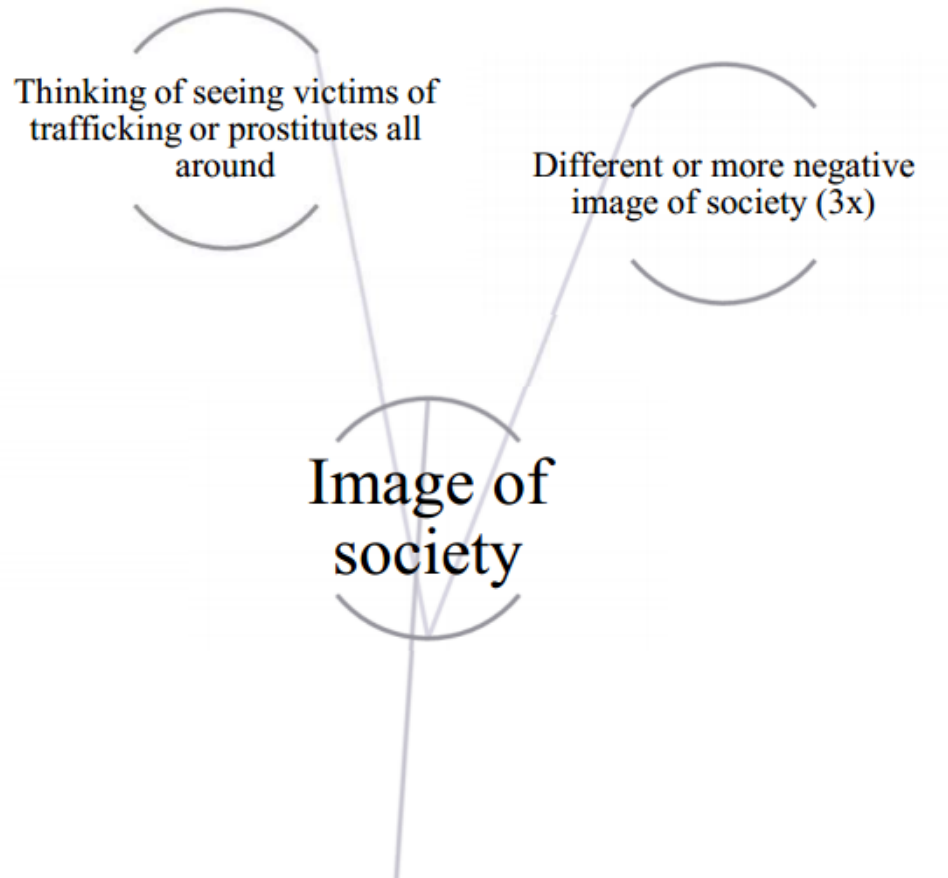 Thinking of seeing victims of
trafficking or prostitutes all
around
Different or more negative
image of society (3x)
Image of
society